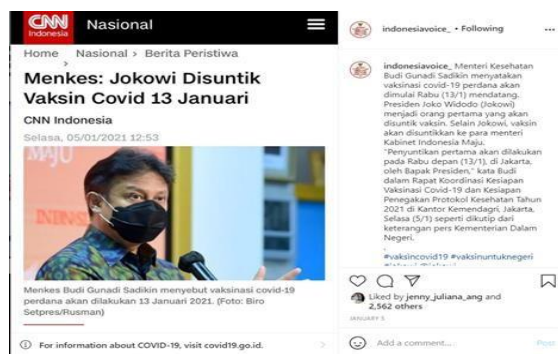 CNN
Indonesia
Nasional
Home Nasional > Berita Peristiwa
>
Menkes: Jokowi Disuntik
Vaksin Covid 13 Januari
CNN Indonesia
Selasa, 05/01/2021 12:53
MAJU
Menkes Budi Gunadi Sadikin menyebut vaksinasi covid-19
perdana akan dilakukan 13 Januari 2021. (Foto: Biro
Setpres/Rusman)
For information about COVID-19, visit covid19.go.id.
indonesiavoice_ • Following
indonesiavoice_ Menteri Kesehatan
Budi Gunadi Sadikin menyatakan
vaksinasi covid-19 perdana akan
dimulai Rabu (13/1) mendatang.
Presiden Joko Widodo (Jokowi)
menjadi orang pertama yang akan
disuntik vaksin. Selain Jokowi, vaksin
akan disuntikkan ke para menteri
Kabinet Indonesia Maju.
"Penyuntikan pertama akan dilakukan
pada Rabu depan (13/1), di Jakarta,
oleh Bapak Presiden," kata Budi
dalam Rapat Koordinasi Kesiapan
Vaksinasi Covid-19 dan Kesiapan
Penegakan Protokol Kesehatan Tahun
2021 di Kantor Kemendagri, Jakarta,
Selasa (5/1) seperti dikutip dari
keterangan pers Kementerian Dalam
Negeri.
.
#vaksincovid19 #vaksinuntuknegeri
Liked by jenny_juliana_ang and
2,562 others
JANUARY 5
Add a comment...
Post